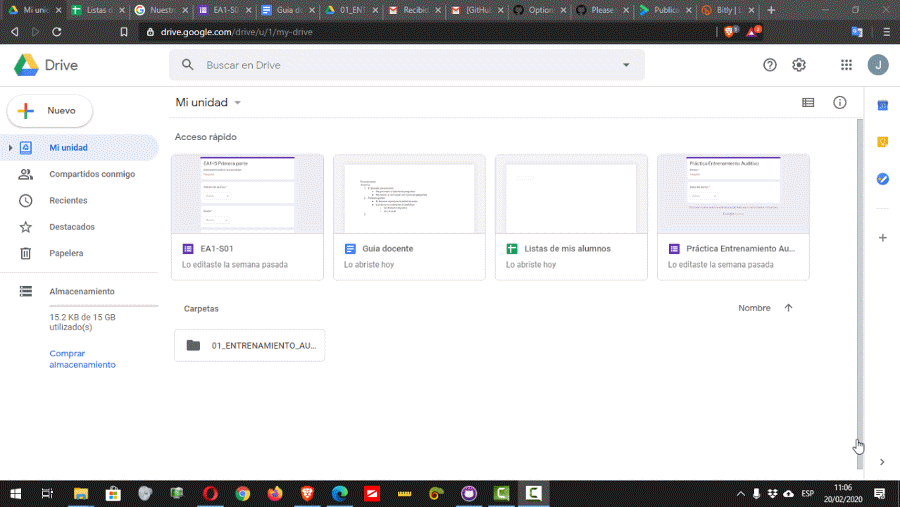 Mi unid
Listas d
Nuestro
EA1-S0
Guia do
01_ENT
Recibid
[GitHub
Option
Please
Publica
Bitly | L
drive.google.com/drive/u/1/my-drive
Drive
Buscar en Drive
J
Nuevo
Mi unidad
Mi unidad
Compartidos conmigo
Recientes
Destacados
Papelera
Almacenamiento
15.2 KB de 15 GB
utilizado(s)
Comprar
almacenamiento
Acceso rápido
EA1-S Primera parte
Práctica Entrenamiento Auditivo
EA1-S01
Lo editaste la semana pasada
Guia docente
Lo abriste hoy
Listas de mis alumnos
Lo abriste hoy
Práctica Entrenamiento Au...
Lo editaste la semana pasada
Carpetas
Nombre
01_ENTRENAMIENTO_AU...
ESP
11:06
20/02/2020